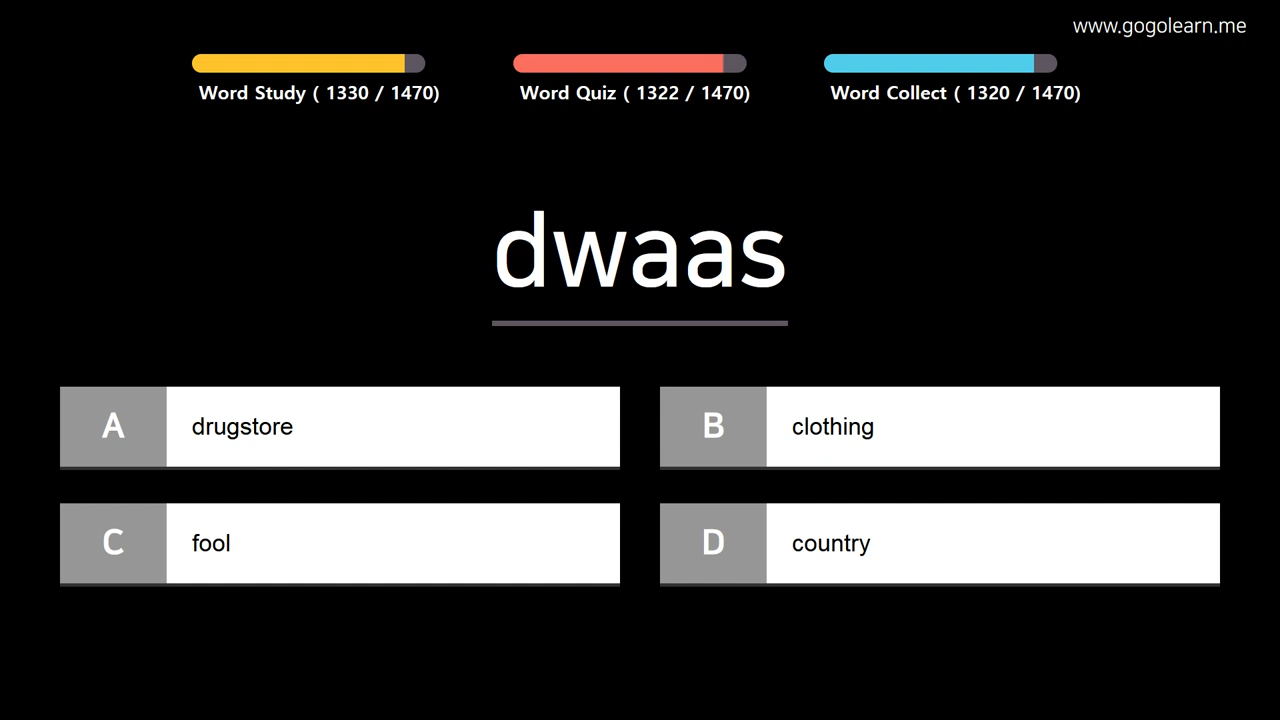 www.gogolearn.me
Word Study ( 1330 / 1470)
Word Quiz ( 1322 / 1470)
Word Collect ( 1320 / 1470)
dwaas
A drugstore
B clothing
C fool
D country